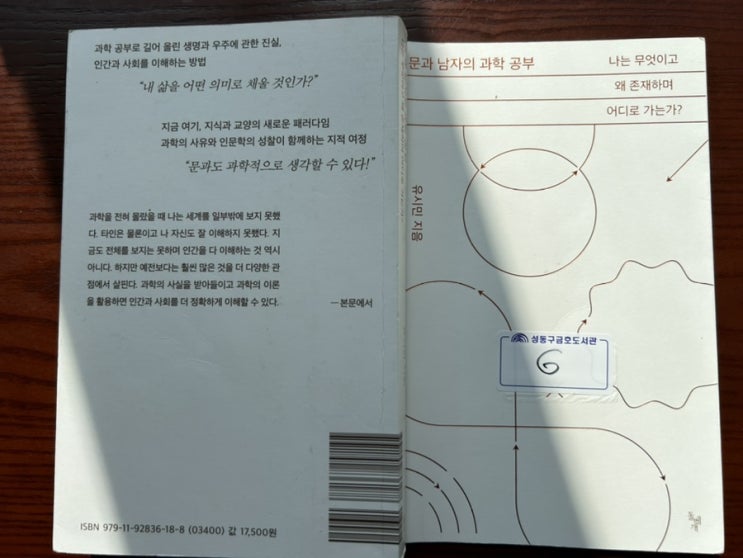 과학 공부로 길어 올린 생명과 우주에 관한 진실,
인간과 사회를 이해하는 방법
“내 삶을 어떤 의미로 채울 것인가?”
지금 여기, 지식과 교양의 새로운 패러다임
과학의 사유와 인문학의 성찰이 함께하는 지적 여정
“문과도 과학적으로 생각할 수 있다!”
과학을 전혀 몰랐을 때 나는 세계를 일부밖에 보지 못했
다. 타인은 물론이고 나 자신도 잘 이해하지 못했다. 지
금도 전체를 보지는 못하며 인간을 다 이해하는 것 역시
아니다. 하지만 예전보다는 훨씬 많은 것을 더 다양한 관
점에서 살핀다. 과학의 사실을 받아들이고 과학의 이론
을 활용하면 인간과 사회를 더 정확하게 이해할 수 있다.
—본문에서
ISBN 979-11-92836-18-8 (03400) 값 17,500원
문과 남자의 과학 공부
나는 무엇이고
왜 존재하며
어디로 가는가?
유시민 지음
성동구금호도서관
G
돌베개